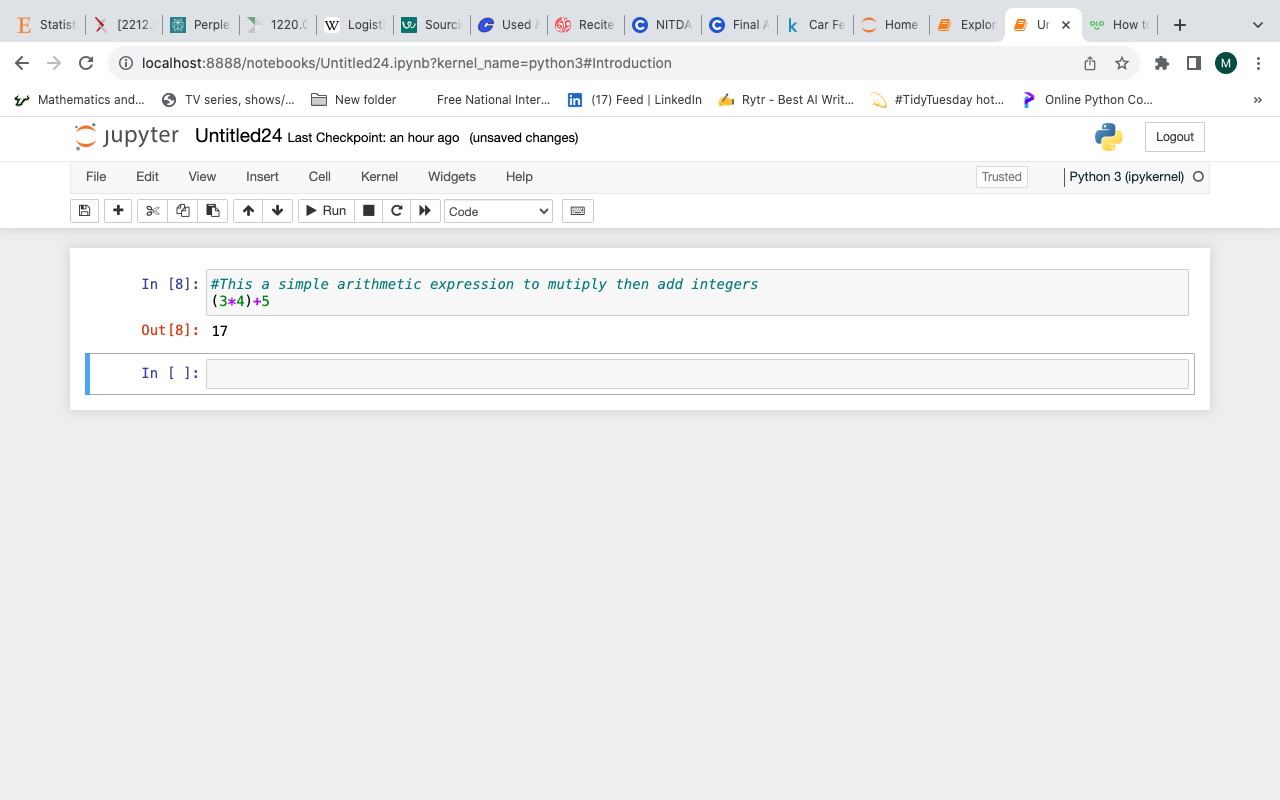 Statist [2212. Perple 1220.0 Logisti Sourci Used & Recite NITDA Final A Car Fe Home Explor Un How to
localhost:8888/notebooks/Untitled24.ipynb?kernel_name=python3#Introduction M
Mathematics and... TV series, shows/... New folder Free National Inter... (17) Feed | LinkedIn Rytr - Best AI Writ... #TidyTuesday hot... Online Python Co... »
jupyter Untitled24 Last Checkpoint: an hour ago (unsaved changes) Logout
File Edit View Insert Cell Kernel Widgets Help Trusted Python 3 (ipykernel)
Run Code
In [8]: #This a simple arithmetic expression to mutiply then add integers
(3*4)+5
Out[8]: 17
In [ ]: